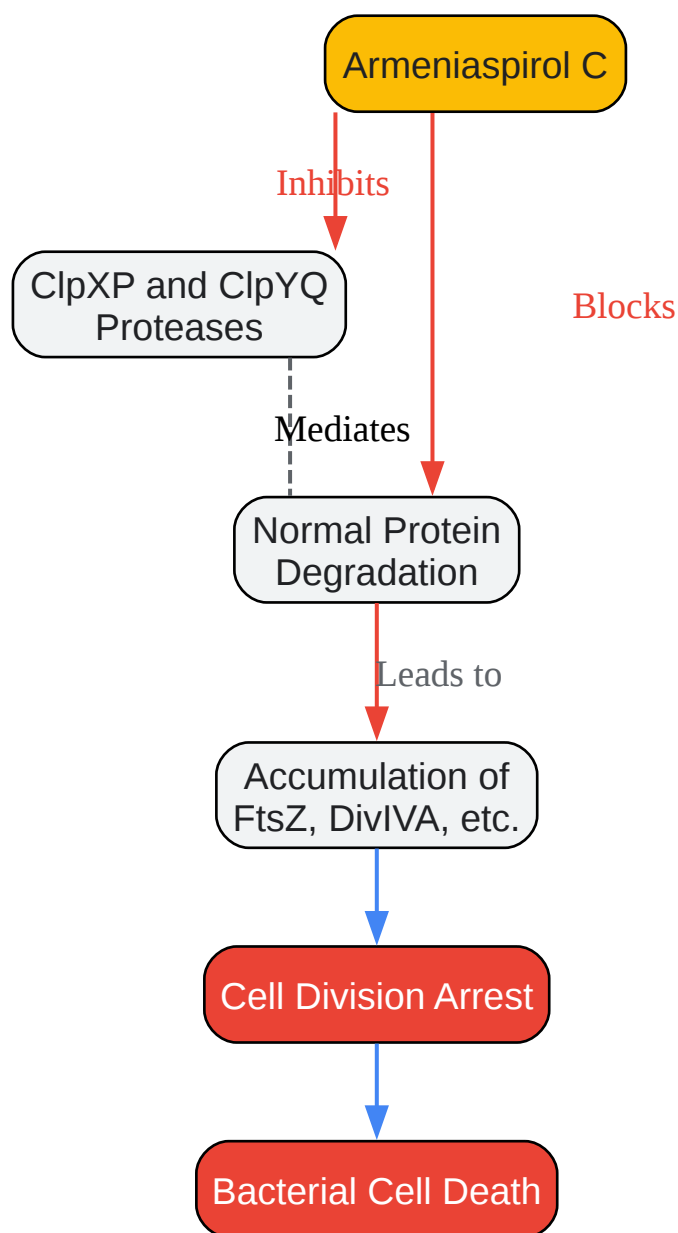 Armeniaspirol C
Inhibits
ClpXP and ClpYQ
Proteases
Blocks
Mediates
Normal Protein
Degradation
Leads to
Accumulation of
FtsZ, DivIVA, etc.
Cell Division Arrest
Bacterial Cell Death